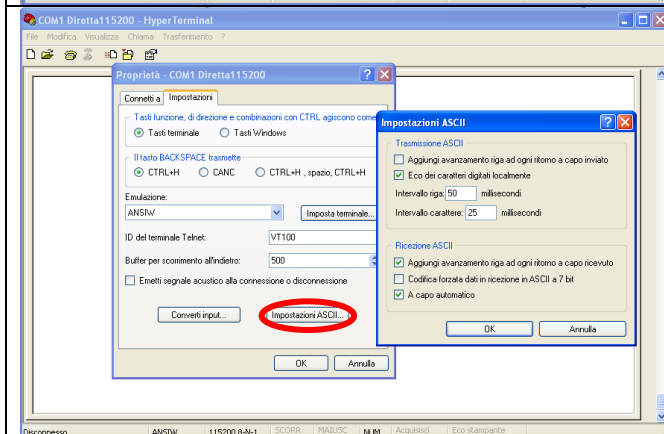 COM1 Diretta115200 - HyperTerminal
File Modifica Visualizza Chiama Trasferimento ?
Proprietà - COM1 Diretta115200
Connetti a Impostazioni
Tasti funzione, di direzione e combinazioni con CTRL agiscono come
Tasti terminale Tasti Windows
Il tasto BACKSPACE trasmette
CTRL+H CANC CTRL+H , spazio, CTRL+H
Emulazione:
ANSIW Imposta terminale...
ID del terminale Telnet: VT100
Buffer per scorrimento all'indietro: 500
Emetti segnale acustico alla connessione o disconnessione
Converti input... Impostazioni ASCII...
OK Annulla
Impostazioni ASCII
Trasmissione ASCII
Aggiungi avanzamento riga ad ogni ritorno a capo inviato
Eco dei caratteri digitati localmente
Intervallo riga: 50 millisecondi
Intervallo carattere: 25 millisecondi
Ricezione ASCII
Aggiungi avanzamento riga ad ogni ritorno a capo ricevuto
Codifica forzata dati in ricezione in ASCII a 7 bit
A capo automatico
OK Annulla
Disconnesso ANSIW 115200 8-N-1 SCORR MAIUSC NUM Acquisisci Eco stampante